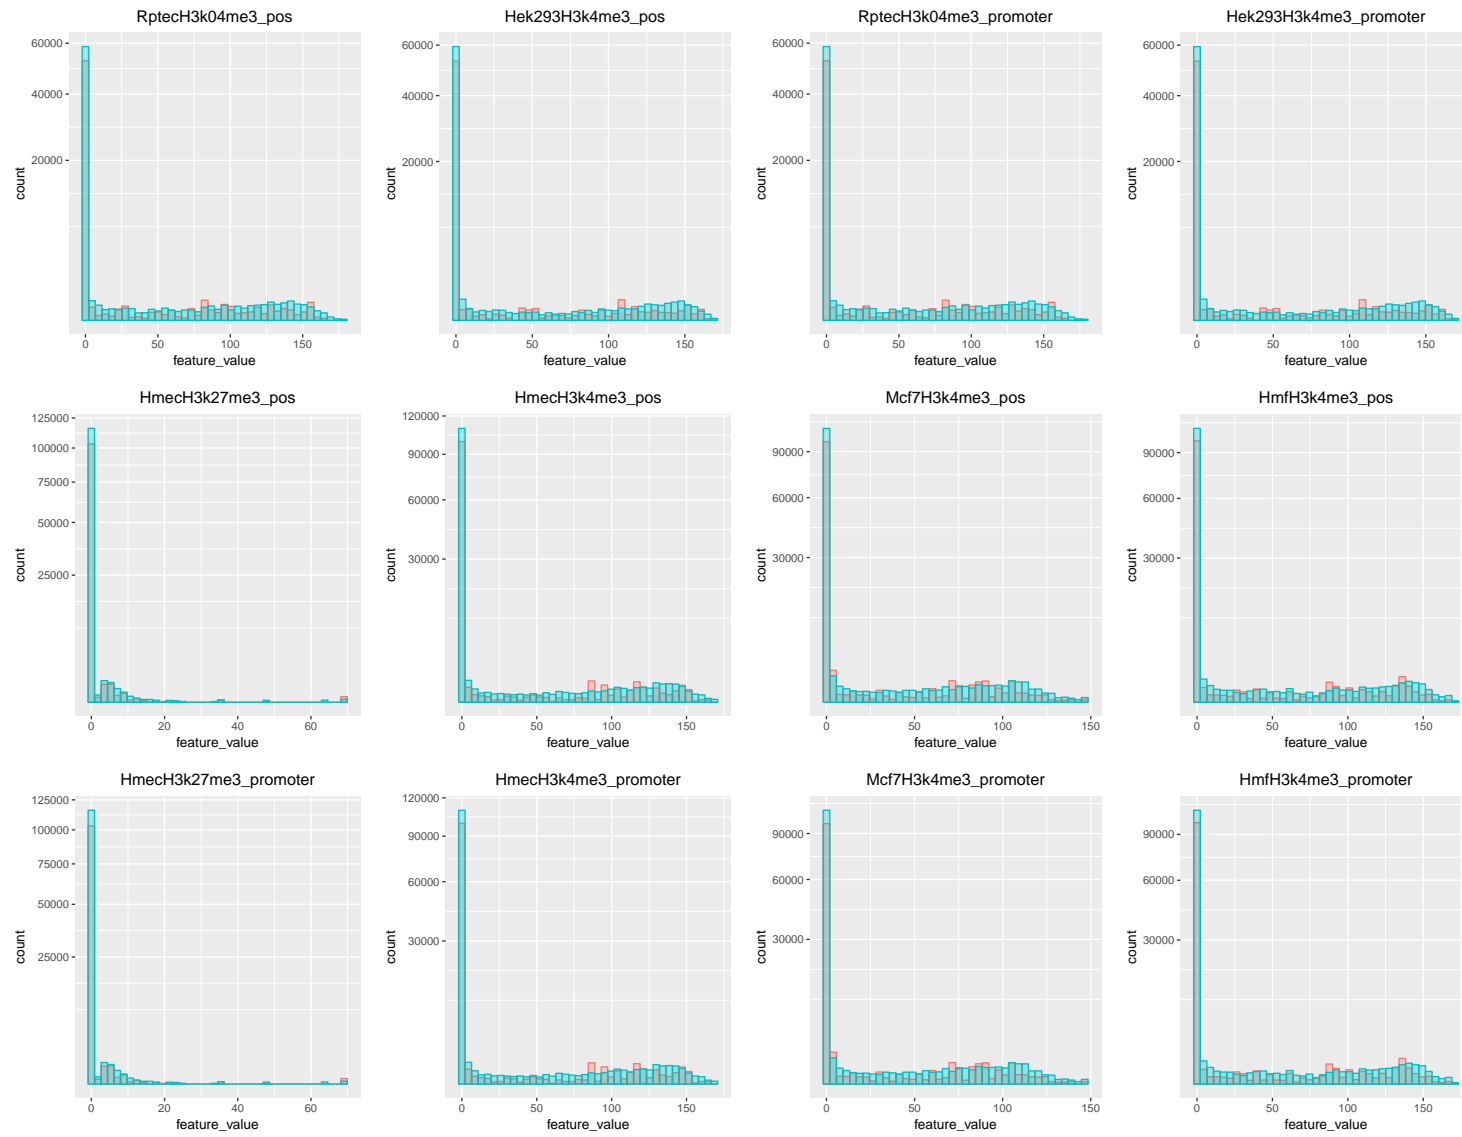 RptecH3k04me3_pos
60000
40000
20000
count
0 50 100 150
feature_value
Hek293H3k4me3_pos
60000
40000
20000
count
0 50 100 150
feature_value
RptecH3k04me3_promoter
60000
40000
20000
count
0 50 100 150
feature_value
Hek293H3k4me3_promoter
60000
40000
20000
count
0 50 100 150
feature_value
HmecH3k27me3_pos
125000
100000
75000
50000
25000
count
0 20 40 60
feature_value
HmecH3k4me3_pos
120000
90000
60000
30000
count
0 50 100 150
feature_value
Mcf7H3k4me3_pos
90000
60000
30000
count
0 50 100 150
feature_value
HmfH3k4me3_pos
90000
60000
30000
count
0 50 100 150
feature_value
HmecH3k27me3_promoter
125000
100000
75000
50000
25000
count
0 20 40 60
feature_value
HmecH3k4me3_promoter
120000
90000
60000
30000
count
0 50 100 150
feature_value
Mcf7H3k4me3_promoter
90000
60000
30000
count
0 50 100 150
feature_value
HmfH3k4me3_promoter
90000
60000
30000
count
0 50 100 150
feature_value